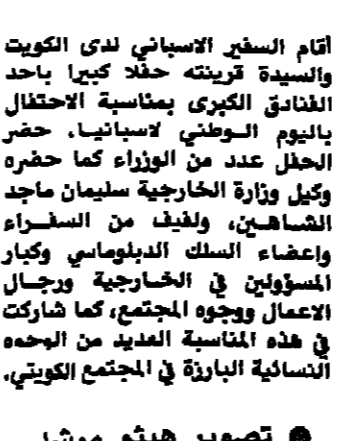 أقام السفير الاسباني لدى الكويت
والسيدة قرينته حفلا كبيرا باحد
الفنادق الكبرى بمناسبة الاحتفال
باليوم الوطني لاسبانيا. حضر
الحفل عدد من الوزراء كما حضره
وكيل وزارة الخارجية سليمان ماجد
الشاهين، ولفيف من السفراء
واعضاء السلك الدبلوماسي وكبار
المسؤولين في الخارجية ورجال
الاعمال ووجوه المجتمع، كما شاركت
في هذه المناسبة العديد من الوجوه
النسائية البارزة في المجتمع الكويتي.
● تصوير هيثم